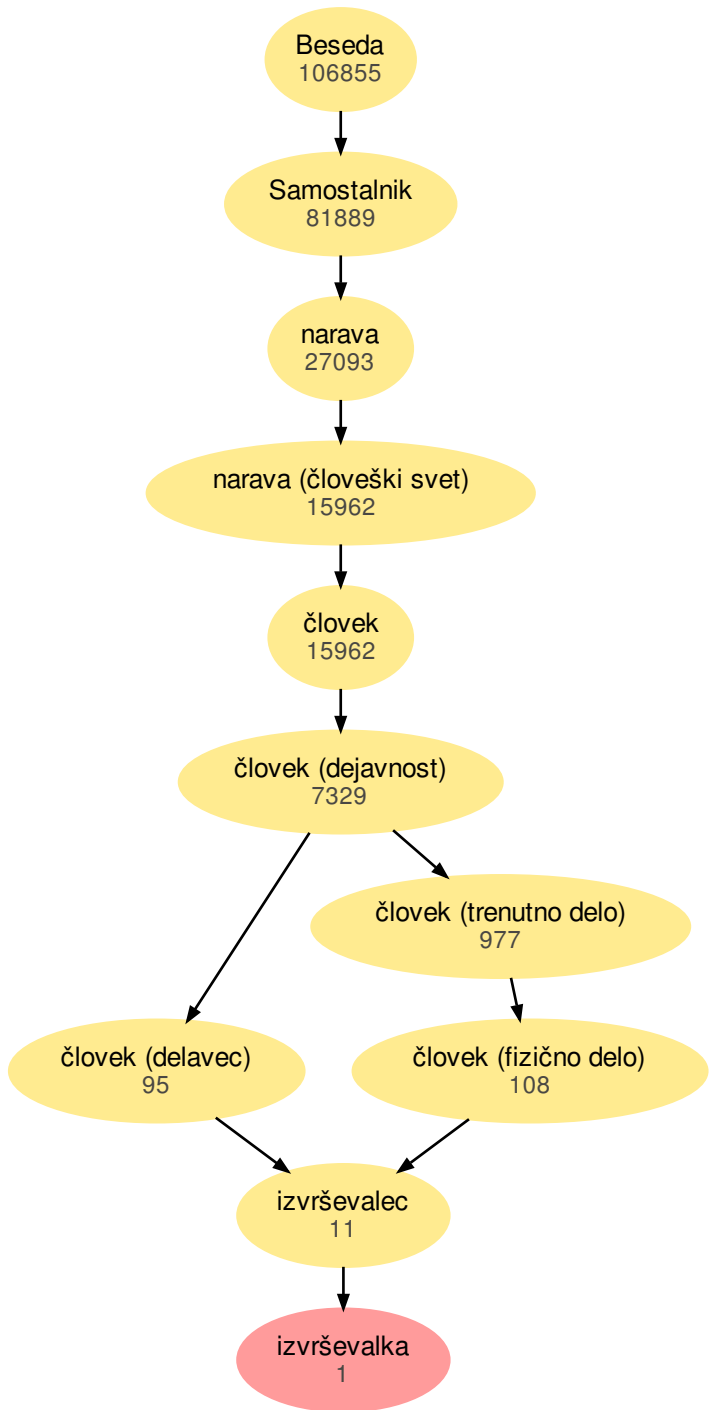 Beseda
106855
Samostalnik
81889
narava
27093
narava (človeški svet)
15962
človek
15962
človek (dejavnost)
7329
človek (trenutno delo)
977
človek (delavec)
95
človek (fizično delo)
108
izvrševalec
11
izvrševalka
1